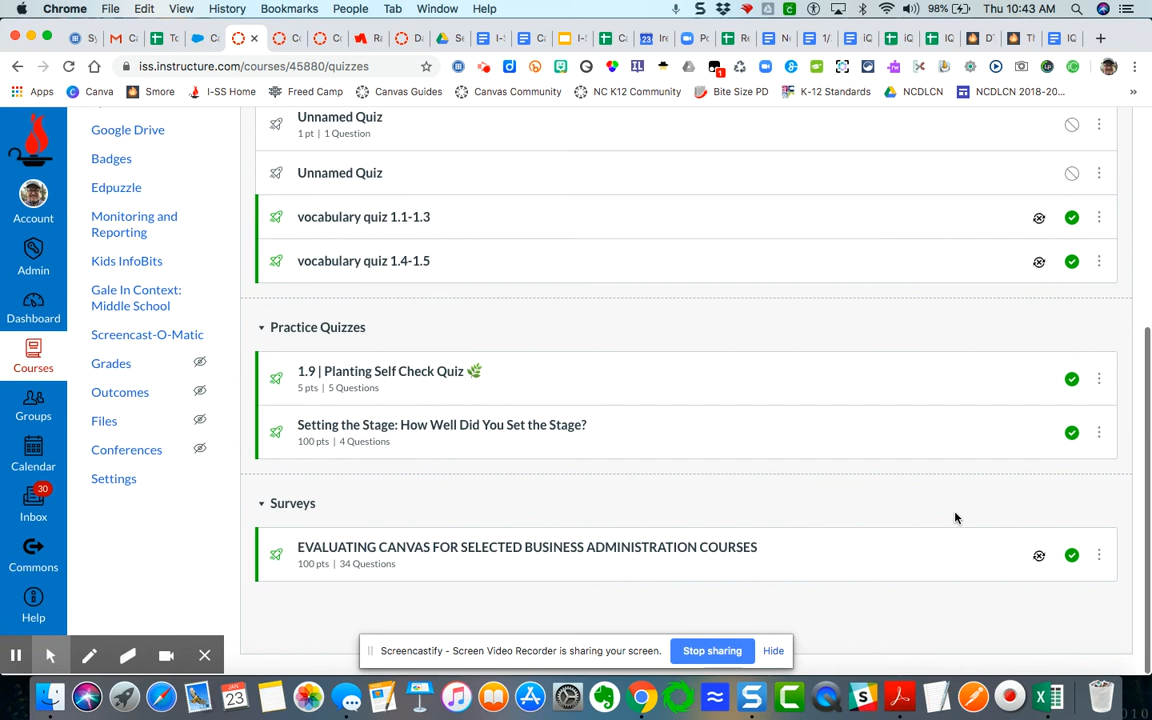 Chrome File Edit View History Bookmarks People Tab Window Help 98% Thu 10:43 AM
iss.instructure.com/courses/45880/quizzes
Apps Canva Smore I-SS Home Freed Camp Canvas Guides Canvas Community NC K12 Community Bite Size PD K-12 Standards NCDLCN NCDLCN 2018-20... »
Account
Admin
Dashboard
Courses
Groups
Calendar
30
Inbox
Commons
Help
Google Drive
Badges
Edpuzzle
Monitoring and
Reporting
Kids InfoBits
Gale In Context:
Middle School
Screencast-O-Matic
Grades
Outcomes
Files
Conferences
Settings
Unnamed Quiz
1 pt | 1 Question
Unnamed Quiz
vocabulary quiz 1.1-1.3
vocabulary quiz 1.4-1.5
Practice Quizzes
1.9 | Planting Self Check Quiz 🌿
5 pts | 5 Questions
Setting the Stage: How Well Did You Set the Stage?
100 pts | 4 Questions
Surveys
EVALUATING CANVAS FOR SELECTED BUSINESS ADMINISTRATION COURSES
100 pts | 34 Questions
Screencastify - Screen Video Recorder is sharing your screen. Stop sharing Hide
JAN
23